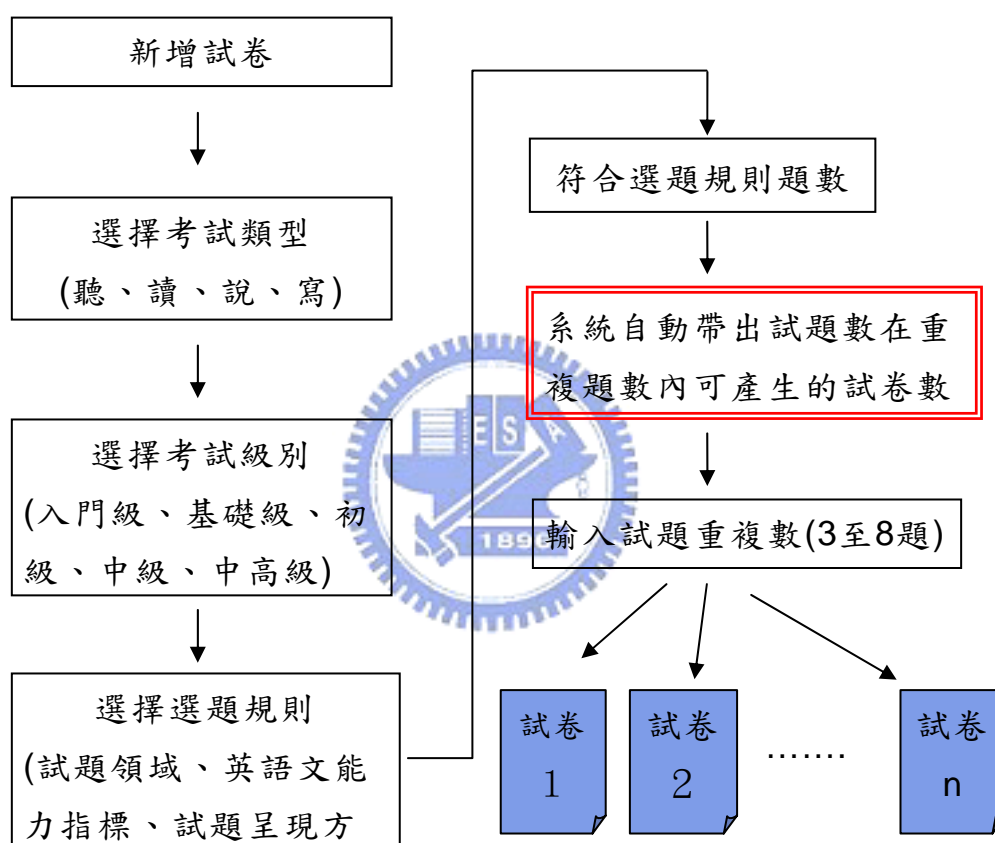 新增試卷
選擇考試類型
(聽、讀、說、寫)
選擇考試級別
(入門級、基礎級、初
級、中級、中高級)
選擇選題規則
(試題領域、英語文能
力指標、試題呈現方
符合選題規則題數
系統自動帶出試題數在重
複題數內可產生的試卷數
輸入試題重複數(3至8題)
試卷
1
試卷
2
........
試卷
n
E S A
1896